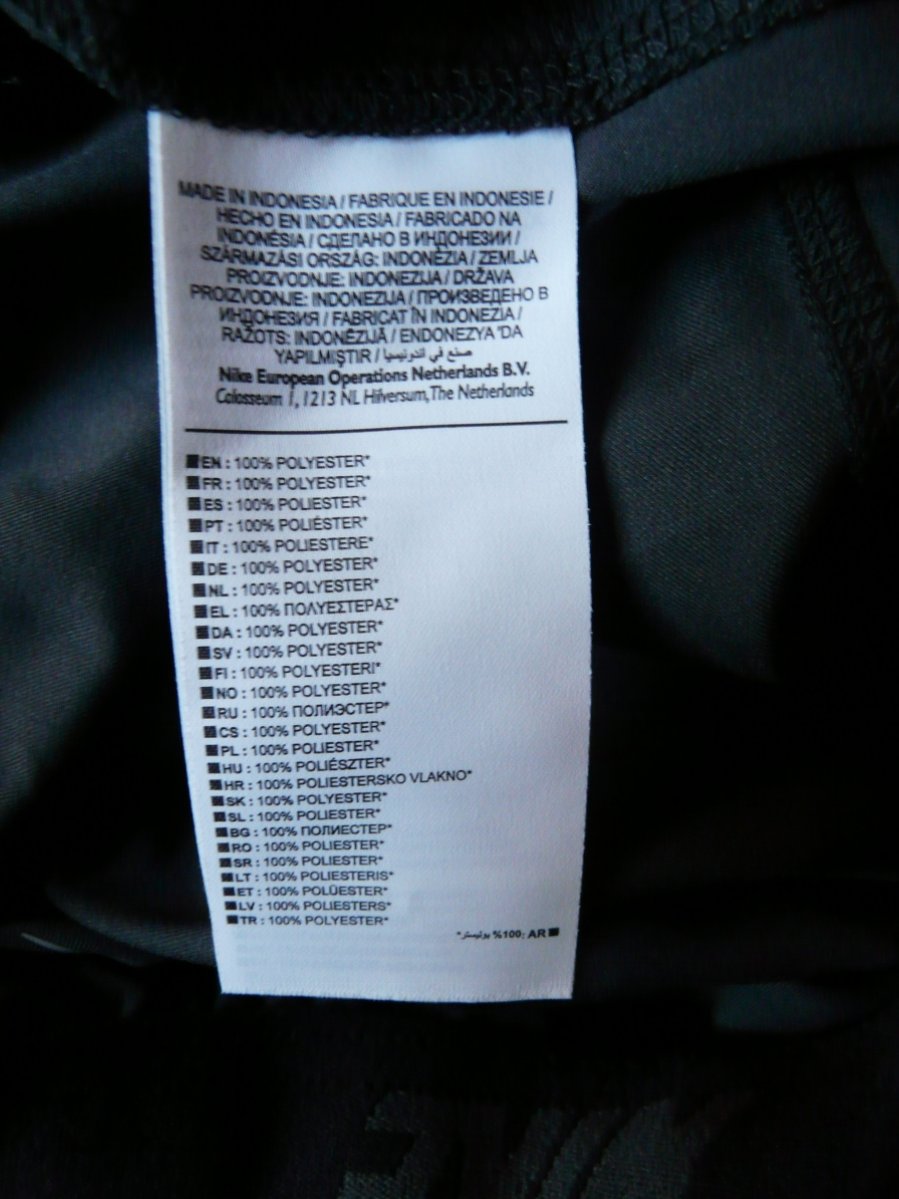 MADE IN INDONESIA / FABRIQUE EN INDONESIE /
HECHO EN INDONESIA / FABRICADO NA
INDONÉSIA / СДЕЛАНО В ИНДОНЕЗИИ /
SZÁRMAZÁSI ORSZÁG: INDONÉZIA / ZEMLJA
PROIZVODNJE: INDONEZIJA / DRŽAVA
PROIZVODNJE: INDONEZIJA / ПРОИЗВЕДЕНО В
ИНДОНЕЗИЯ / FABRICAT ÎN INDONEZIA /
RAŽOTS: INDONĒZIJĀ / ENDONEZYA 'DA
YAPILMIŞTIR / صنع في اندونيسيا
Nike European Operations Netherlands B.V.
Colosseum 1, 1213 NL Hilversum, The Netherlands
EN : 100% POLYESTER*
FR : 100% POLYESTER*
ES : 100% POLIESTER*
PT : 100% POLIÉSTER*
IT : 100% POLIESTERE*
DE : 100% POLYESTER*
NL : 100% POLYESTER*
EL : 100% ΠΟΛΥΕΣΤΕΡΑΣ*
DA : 100% POLYESTER*
SV : 100% POLYESTER*
FI : 100% POLYESTERI*
NO : 100% POLYESTER*
RU : 100% ПОЛИЭСТЕР*
CS : 100% POLYESTER*
PL : 100% POLIESTER*
HU : 100% POLIÉSZTER*
HR : 100% POLIESTERSKO VLAKNO*
SK : 100% POLYESTER*
SL : 100% POLIESTER*
BG : 100% ПОЛИЕСТЕР*
RO : 100% POLIESTER*
SR : 100% POLIESTER*
LT : 100% POLIESTERIS*
ET : 100% POLÜESTER*
LV : 100% POLIESTERS*
TR : 100% POLYESTER*
AR :100% بوليستر*